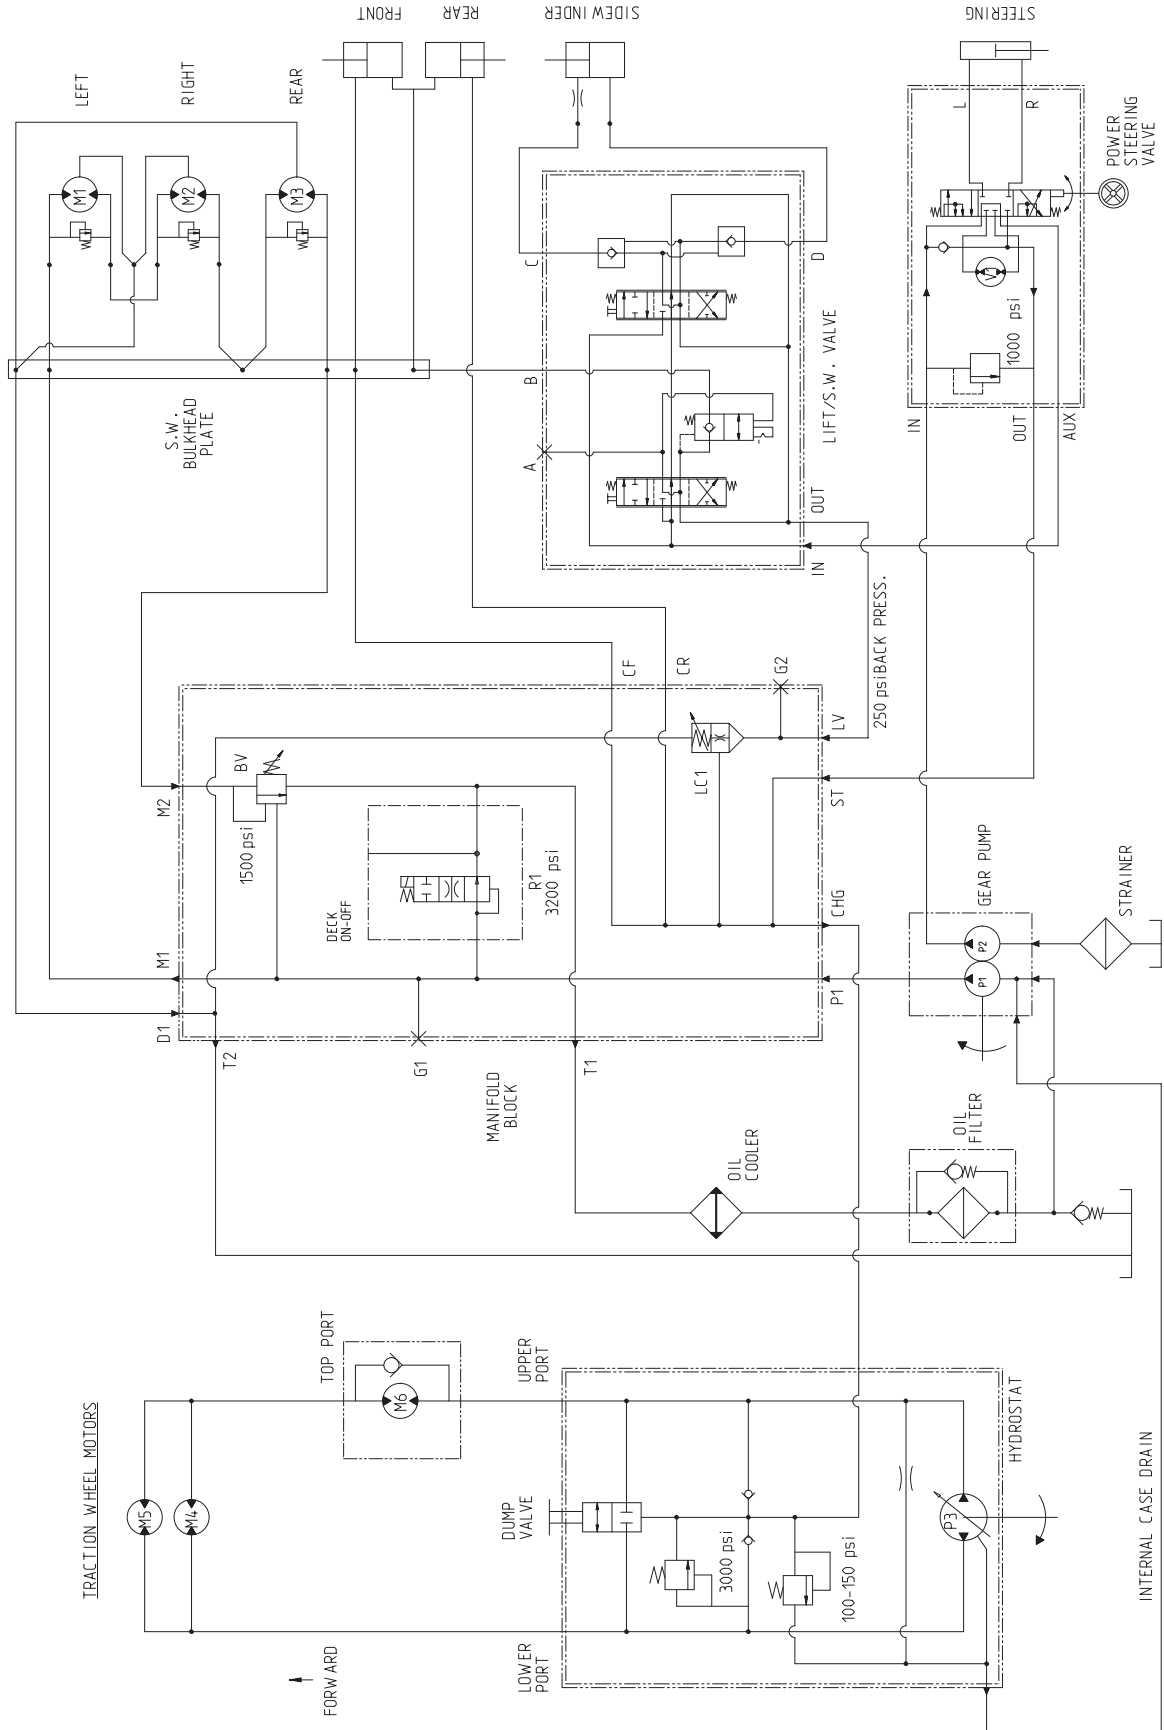 FRONT
REAR
SIDEWINDER
STEERING
LEFT
RIGHT
REAR
M1
M2
M3
L
R
POWER
STEERING
VALVE
C
D
V1
1000 psi
LIFT/S.W. VALVE
B
A
S.W.
BULKHEAD
PLATE
IN
OUT
AUX
OUT
IN
250 psiBACK PRESS.
CF
CR
G2
LV
BV
LC1
M2
ST
1500 psi
R1
3200 psi
DECK
ON-OFF
CHG
GEAR PUMP
STRAINER
M1
P1
P2
P1
D1
T2
G1
T1
MANIFOLD
BLOCK
OIL
FILTER
OIL
COOLER
TOP PORT
UPPER
PORT
M6
HYDROSTAT
TRACTION WHEEL MOTORS
M5
M4
DUMP
VALVE
P3
3000 psi
100-150 psi
INTERNAL CASE DRAIN
LOWER
PORT
FORWARD